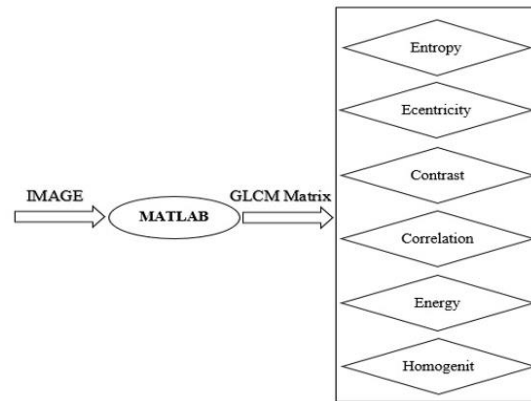 IMAGE
MATLAB
GLCM Matrix
Entropy
Ecentricity
Contrast
Correlation
Energy
Homogenit